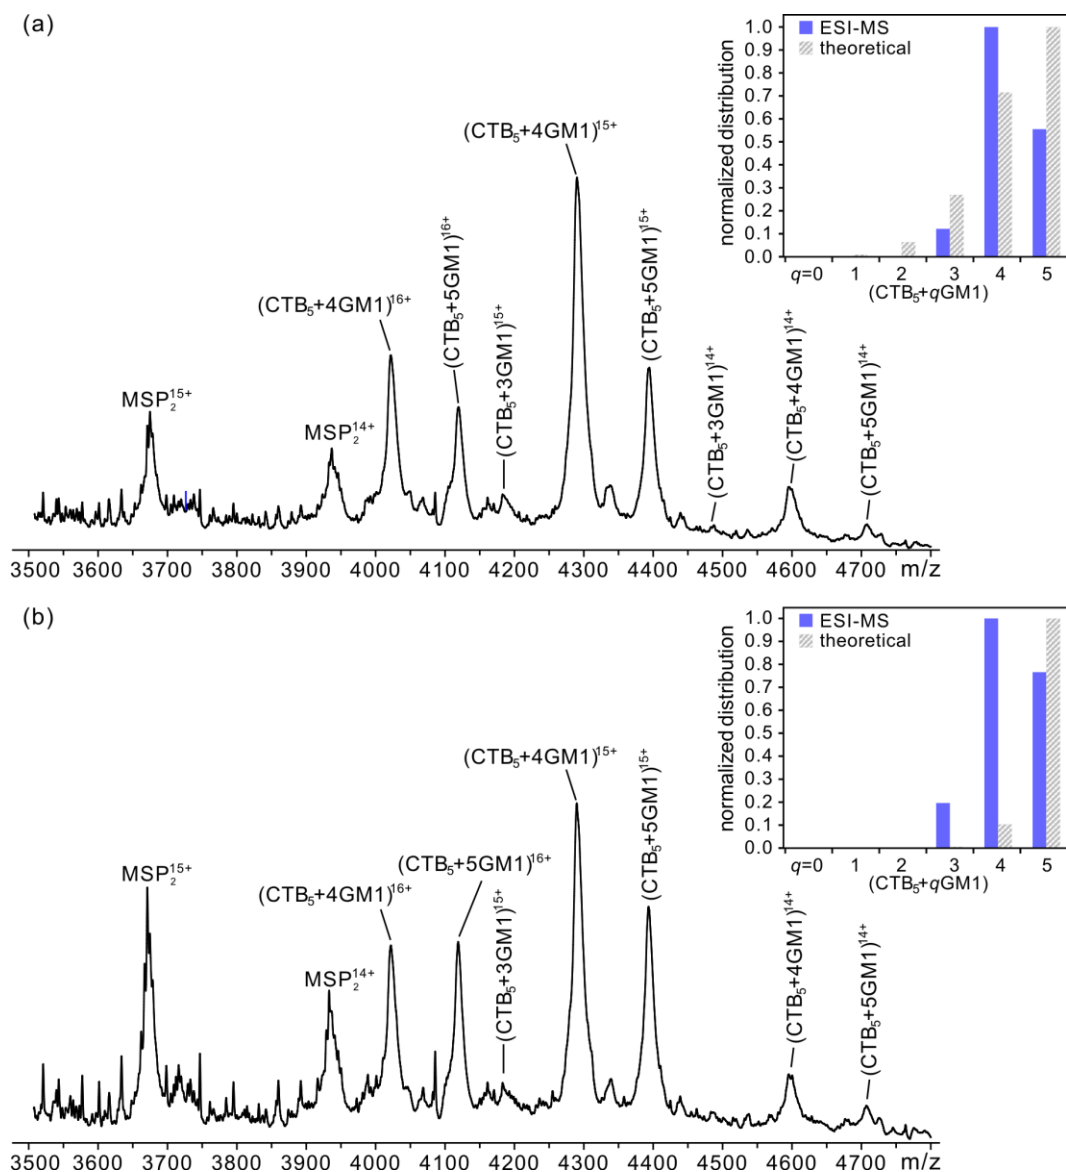 (a)
ESI-MS
theoretical
normalized distribution
1.0
0.9
0.8
0.7
0.6
0.5
0.4
0.3
0.2
0.1
0.0
q=0 1 2 3 4 5
(CTB₅+qGM1)
(CTB₅+4GM1)¹⁵⁺
(CTB₅+4GM1)¹⁶⁺
(CTB₅+5GM1)¹⁶⁺
(CTB₅+3GM1)¹⁵⁺
(CTB₅+5GM1)¹⁵⁺
(CTB₅+3GM1)¹⁴⁺
(CTB₅+4GM1)¹⁴⁺
(CTB₅+5GM1)¹⁴⁺
MSP₂¹⁵⁺
MSP₂¹⁴⁺
3500 3600 3700 3800 3900 4000 4100 4200 4300 4400 4500 4600 4700 m/z
(b)
ESI-MS
theoretical
normalized distribution
1.0
0.9
0.8
0.7
0.6
0.5
0.4
0.3
0.2
0.1
0.0
q=0 1 2 3 4 5
(CTB₅+qGM1)
(CTB₅+4GM1)¹⁵⁺
(CTB₅+5GM1)¹⁵⁺
(CTB₅+5GM1)¹⁶⁺
(CTB₅+4GM1)¹⁶⁺
(CTB₅+3GM1)¹⁵⁺
(CTB₅+4GM1)¹⁴⁺
(CTB₅+5GM1)¹⁴⁺
MSP₂¹⁵⁺
MSP₂¹⁴⁺
3500 3600 3700 3800 3900 4000 4100 4200 4300 4400 4500 4600 4700 m/z